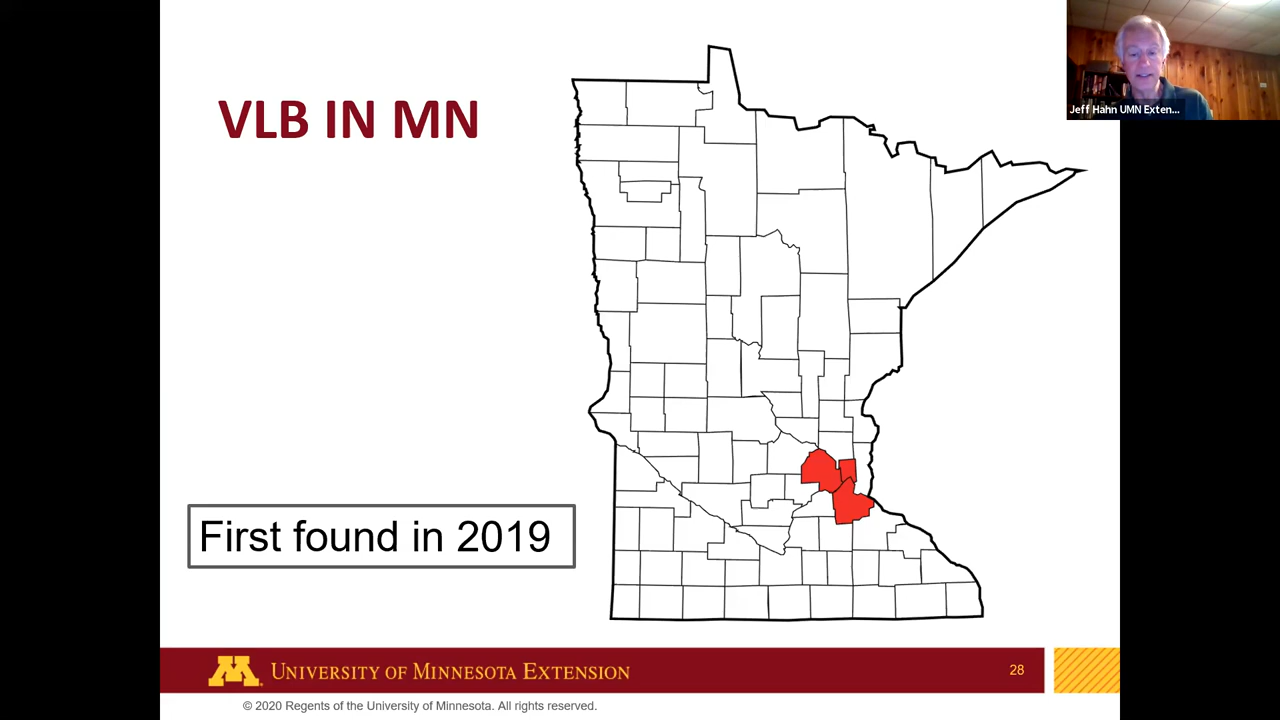 VLB IN MN
Jeff Hahn UMN Exten...
First found in 2019
M
UNIVERSITY OF MINNESOTA EXTENSION
28
© 2020 Regents of the University of Minnesota. All rights reserved.